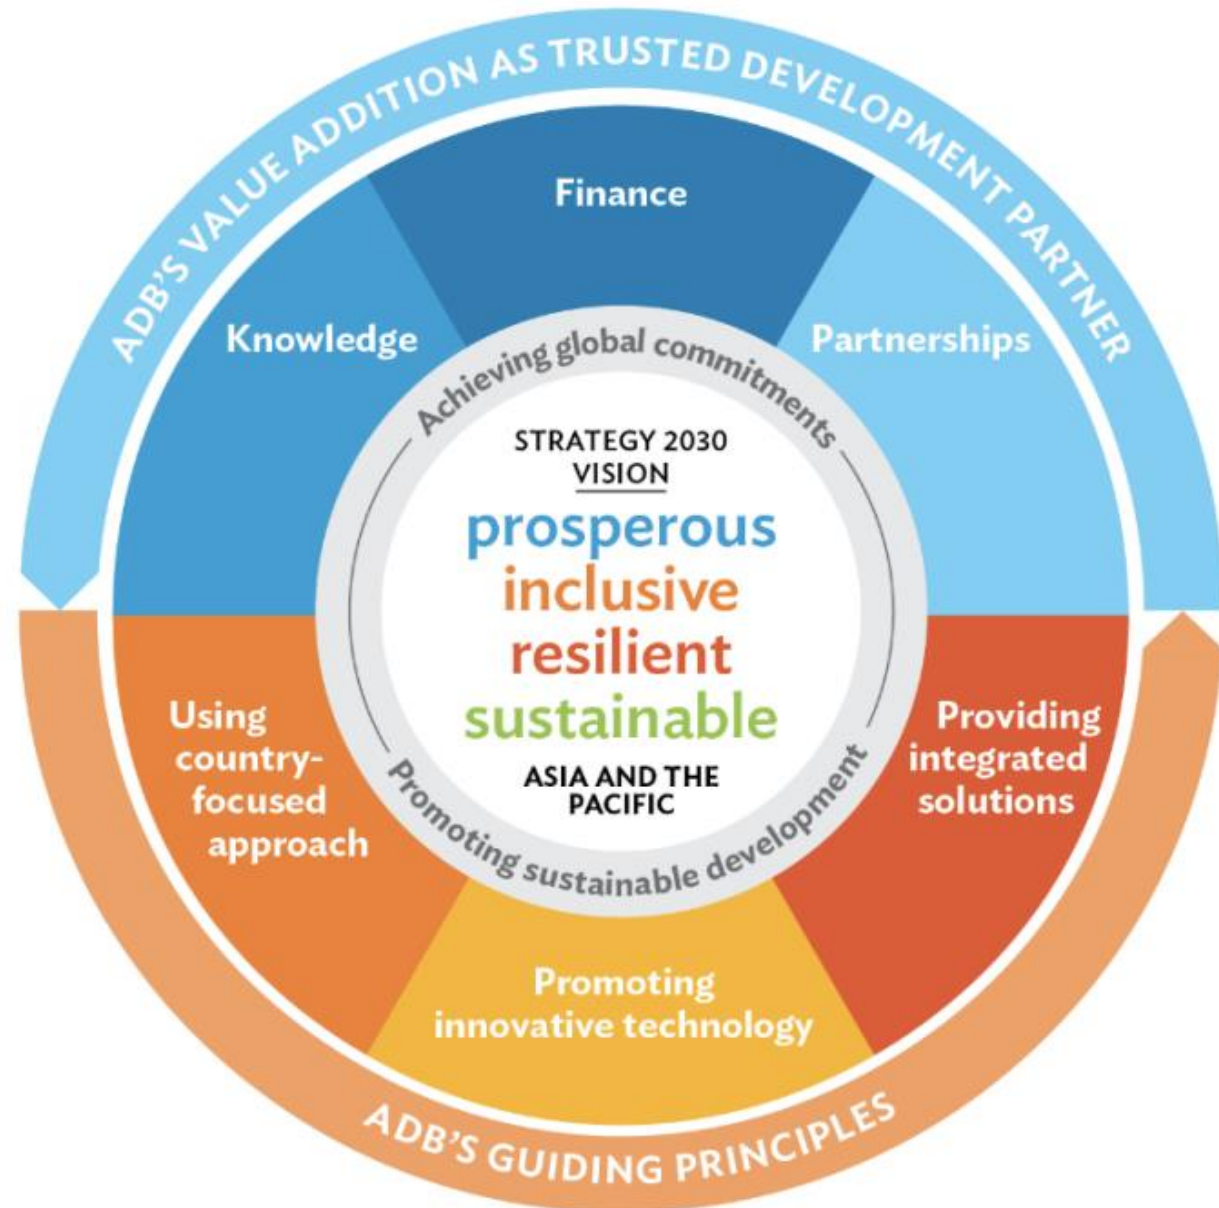 ADB'S VALUE ADDITION AS TRUSTED DEVELOPMENT PARTNER
Finance
Knowledge
Partnerships
Achieving global commitments
STRATEGY 2030
VISION
prosperous
inclusive
resilient
sustainable
ASIA AND THE
PACIFIC
Promoting sustainable development
Using
country-
focused
approach
Providing
integrated
solutions
Promoting
innovative technology
ADB'S GUIDING PRINCIPLES